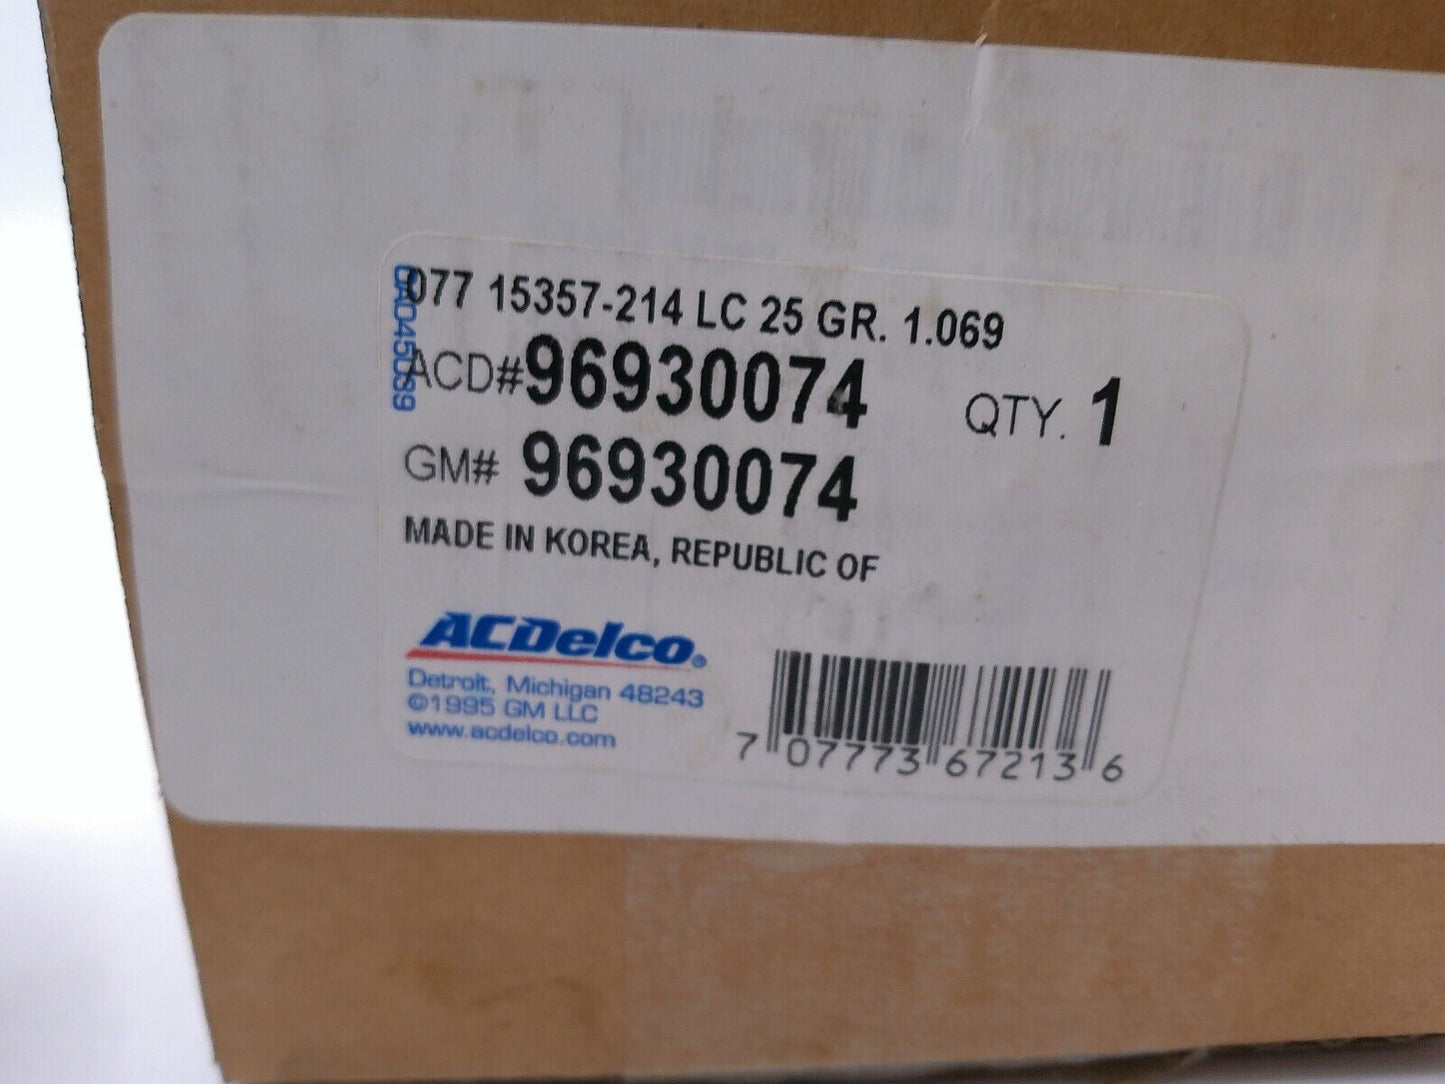 077 15357-214 LC 25 GR. 1.069
0A045089
ACD# 96930074 QTY. 1
GM# 96930074
MADE IN KOREA, REPUBLIC OF
ACDelco®
Detroit, Michigan 48243
©1995 GM LLC
www.acdelco.com
7 07773 67213 6